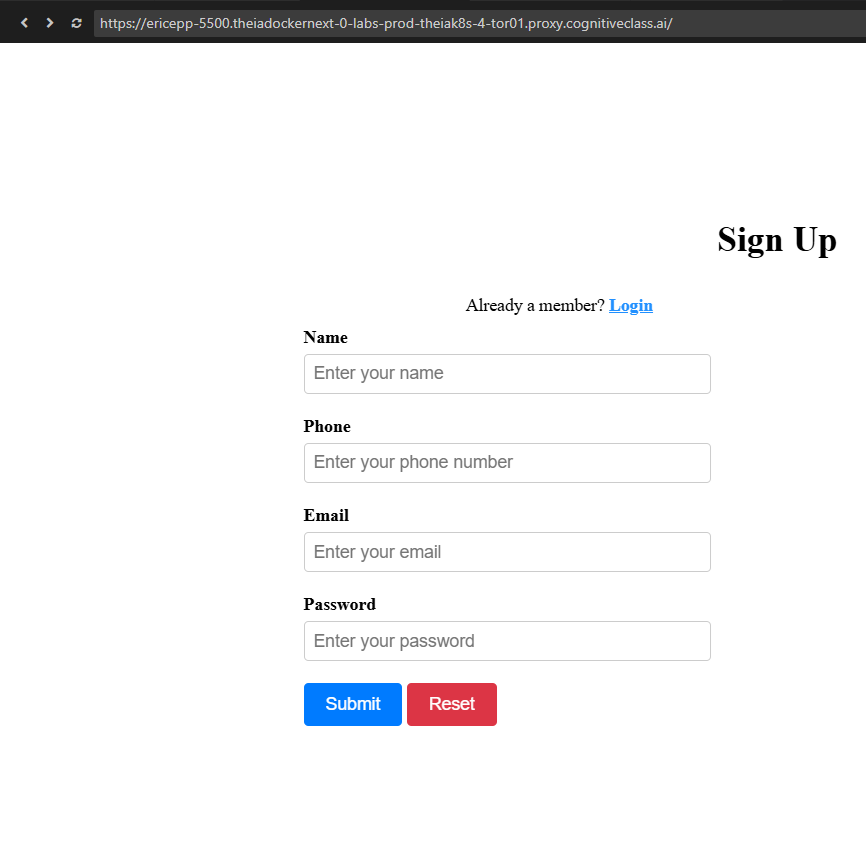 https://ericepp-5500.theiadockernext-0-labs-prod-theiak8s-4-tor01.proxy.cognitiveclass.ai/
Sign Up
Already a member? Login
Name
Enter your name
Phone
Enter your phone number
Email
Enter your email
Password
Enter your password
Submit Reset